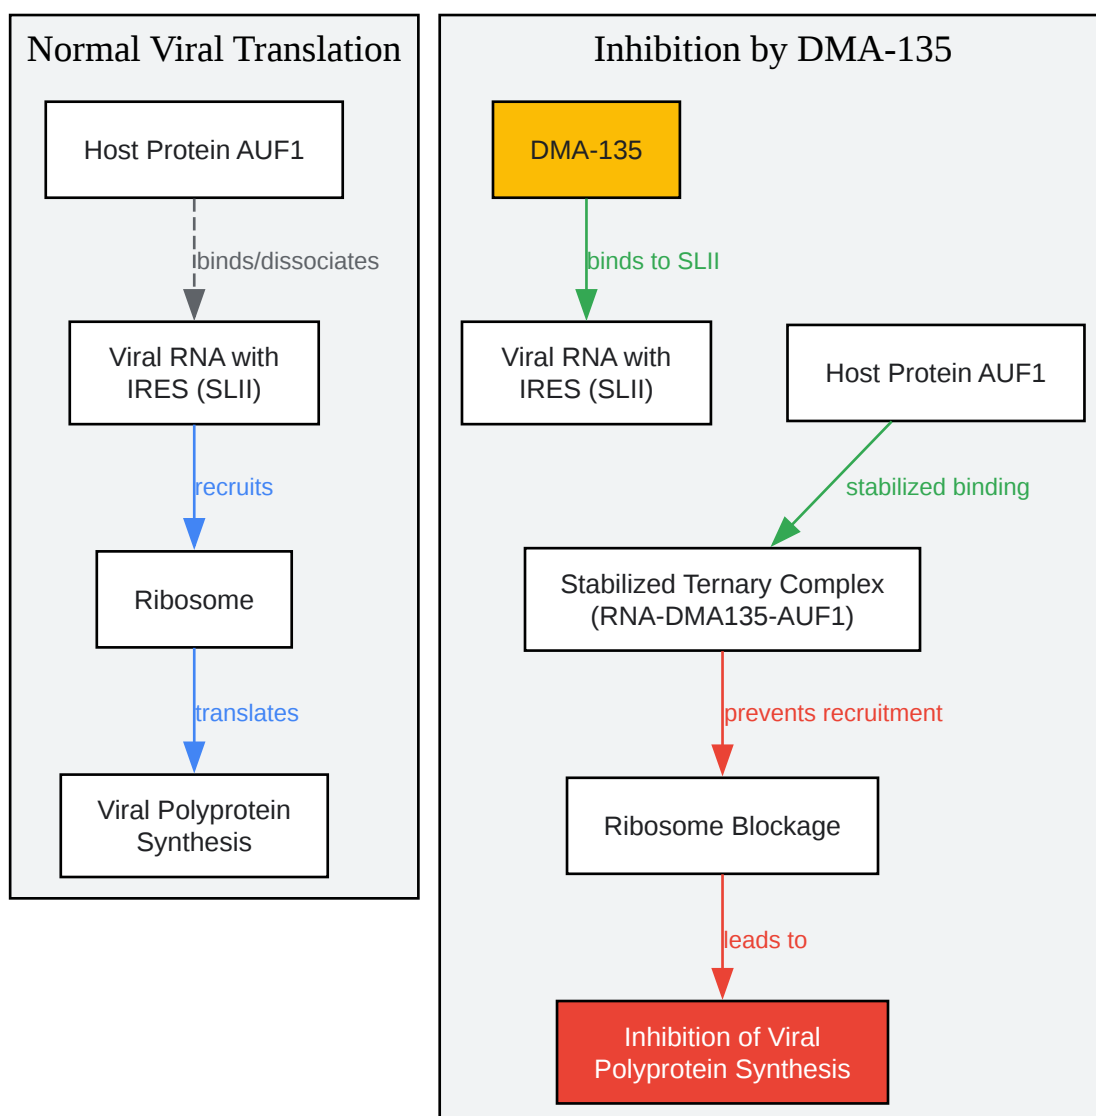 Normal Viral Translation
Host Protein AUF1
binds/dissociates
Viral RNA with
IRES (SLII)
recruits
Ribosome
translates
Viral Polyprotein
Synthesis
Inhibition by DMA-135
DMA-135
binds to SLII
Viral RNA with
IRES (SLII)
Host Protein AUF1
stabilized binding
Stabilized Ternary Complex
(RNA-DMA135-AUF1)
prevents recruitment
Ribosome Blockage
leads to
Inhibition of Viral
Polyprotein Synthesis